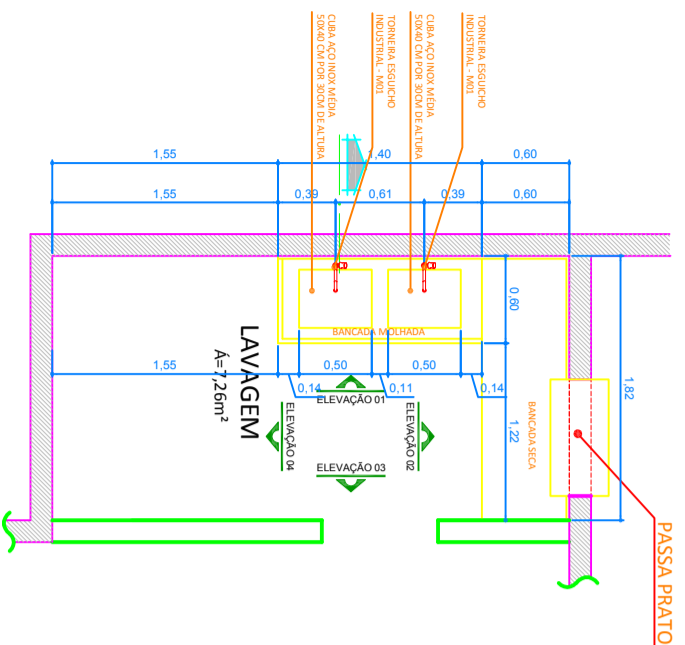 TORNEIRA ESGUICHO
INDUSTRIAL - M01
CUBA AÇO INOX MÉDIA
50X40 CM POR 30CM DE ALTURA
TORNEIRA ESGUICHO
INDUSTRIAL - M01
CUBA AÇO INOX MÉDIA
50X40 CM POR 30CM DE ALTURA
1,55
1,40
0,60
1,55
0,39
0,61
0,39
0,60
BANCADA MOLHADA
0,60
1,82
1,55
0,14
0,50
0,11
0,50
0,14
1,22
LAVAGEM
Á=7,26m²
ELEVAÇÃO 01
ELEVAÇÃO 02
ELEVAÇÃO 03
ELEVAÇÃO 04
BANCADA SECA
PASSA PRATO